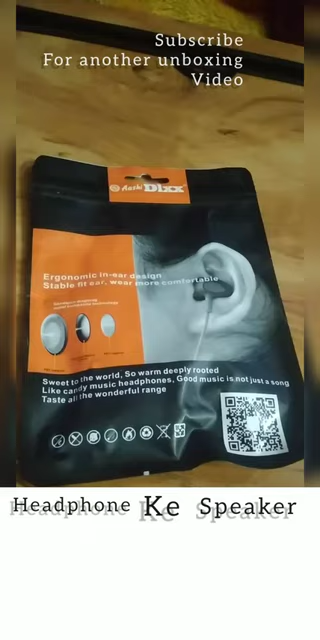 Subscribe
For another unboxing
Video
Aashi Dixx
Ergonomic in-ear design
Stable fit ear, wear more comfortable
Sweet to the world, So warm deeply rooted
Like candy music headphones, Good music is not just a song
Taste all the wonderful range
Headphone Ke Speaker